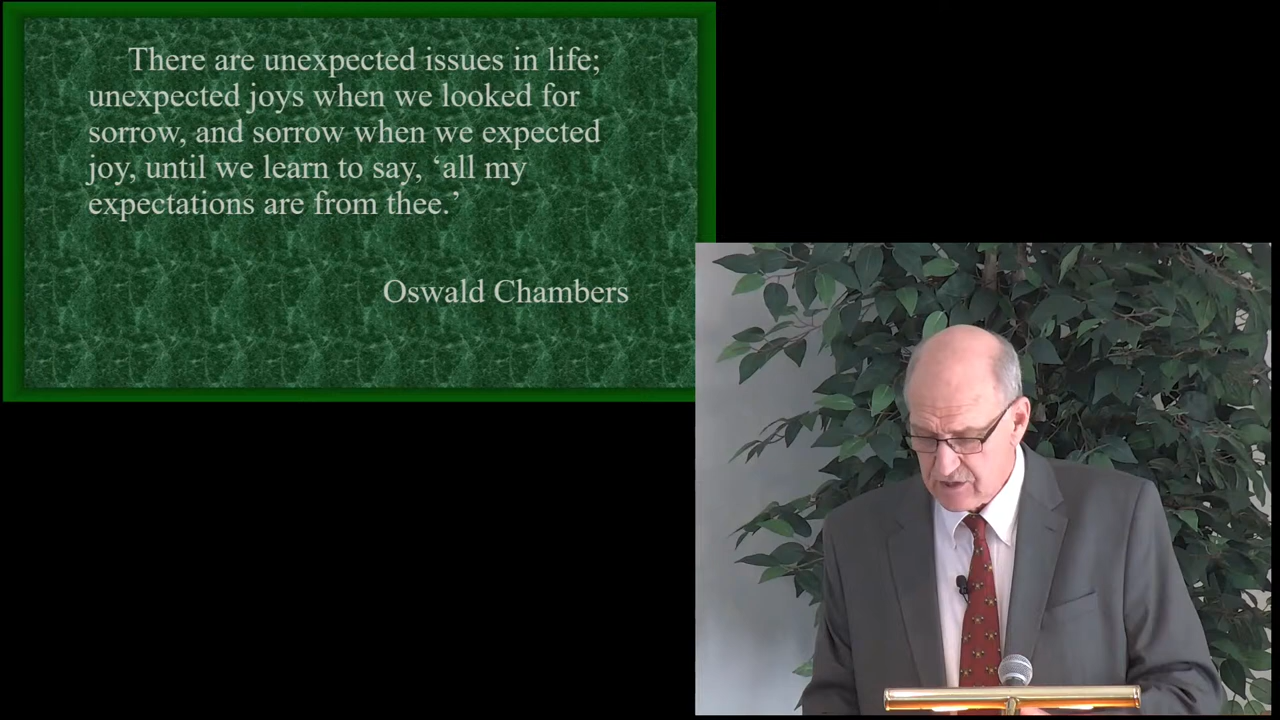 There are unexpected issues in life;
unexpected joys when we looked for
sorrow, and sorrow when we expected
joy, until we learn to say, ‘all my
expectations are from thee.’
Oswald Chambers